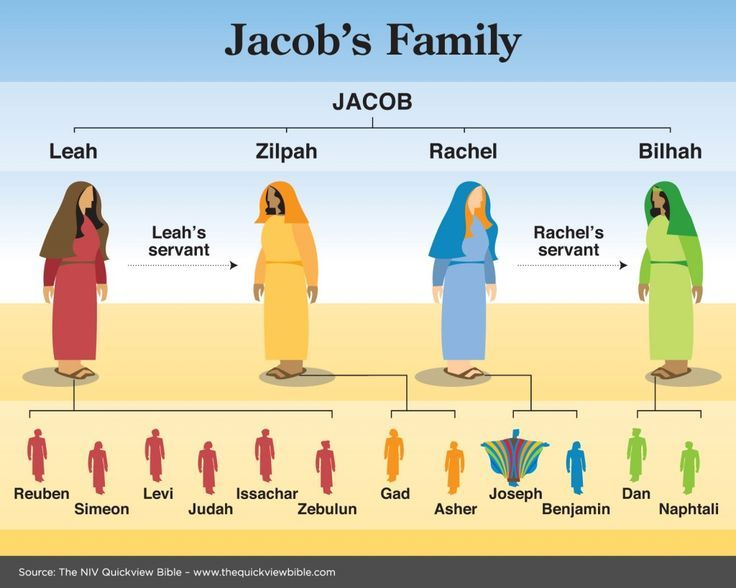 Jacob's Family
JACOB
Leah Zilpah Rachel Bilhah
Leah's
servant
Rachel's
servant
Reuben Simeon Levi Judah Issachar Zebulun Gad Asher Joseph Benjamin Dan Naphtali
Source: The NIV Quickview Bible – www.thequickviewbible.com